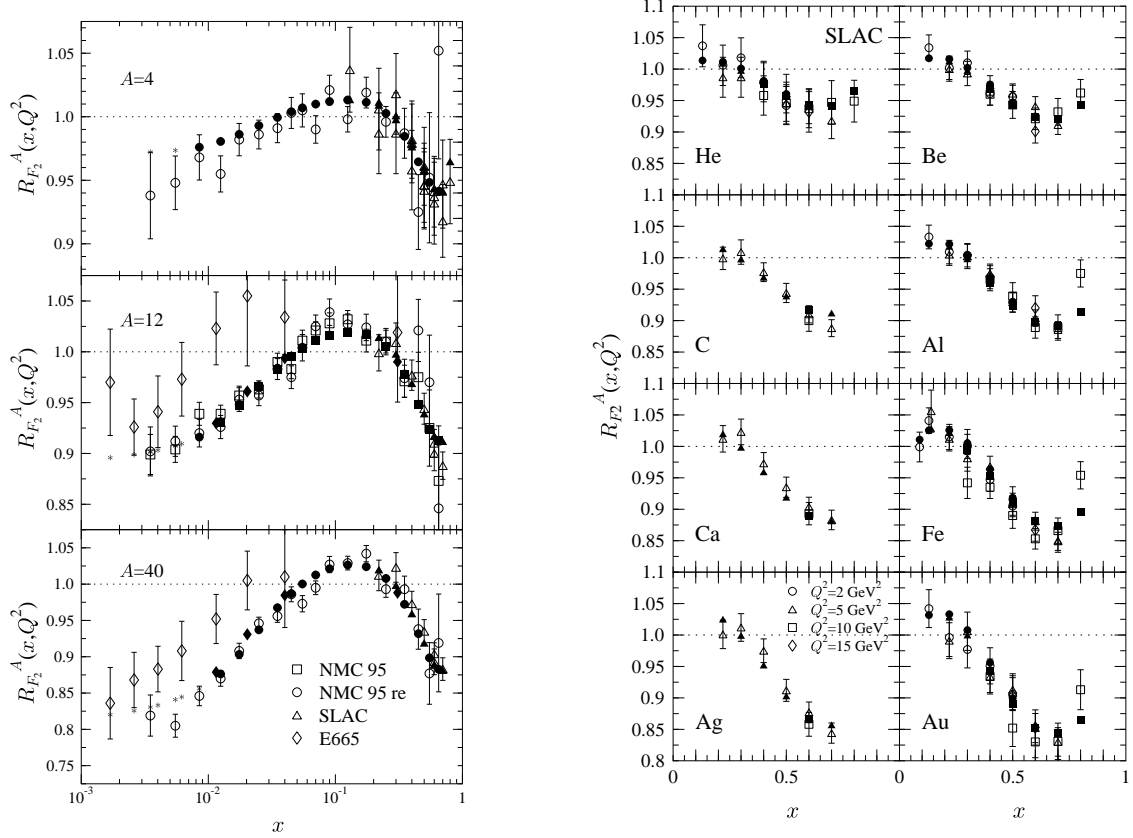 1.05
A=4
1.0
0.95
0.9
A=12
1.05
1.0
0.95
0.9
0.85
A=40
1.05
1.0
0.95
0.9
0.85
0.8
0.75
R_{F_2}^A(x,Q^2)
R_{F_2}^A(x,Q^2)
R_{F_2}^A(x,Q^2)
NMC 95
NMC 95 re
SLAC
E665
10^{-3} 10^{-2} 10^{-1} 1
x
1.1
1.05
1.0
0.95
0.9
0.85
SLAC
He
Be
1.1
1.05
1.0
0.95
0.9
0.85
C
Al
R_{F2}^A(x,Q^2)
1.1
1.05
1.0
0.95
0.9
0.85
Ca
Fe
1.1
1.05
1.0
0.95
0.9
0.85
0.8
Q^2=2 GeV^2
Q^2=5 GeV^2
Q^2=10 GeV^2
Q^2=15 GeV^2
Ag
Au
0 0.5 0 0.5 1
x x